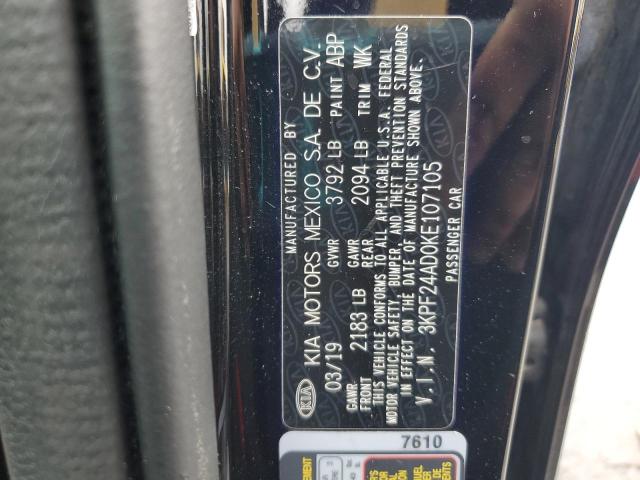 MANUFACTURED BY
KIA KIA MOTORS MEXICO S.A. DE C.V.
03/19 GVWR 3792 LB PAINT ABP
GAWR FRONT 2183 LB GAWR REAR 2094 LB TRIM WK
THIS VEHICLE CONFORMS TO ALL APPLICABLE U.S.A. FEDERAL
MOTOR VEHICLE SAFETY, BUMPER, AND THEFT PREVENTION STANDARDS
IN EFFECT ON THE DATE OF MANUFACTURE SHOWN ABOVE.
V.I.N. 3KPF24AD0KE107105
PASSENGER CAR
7610